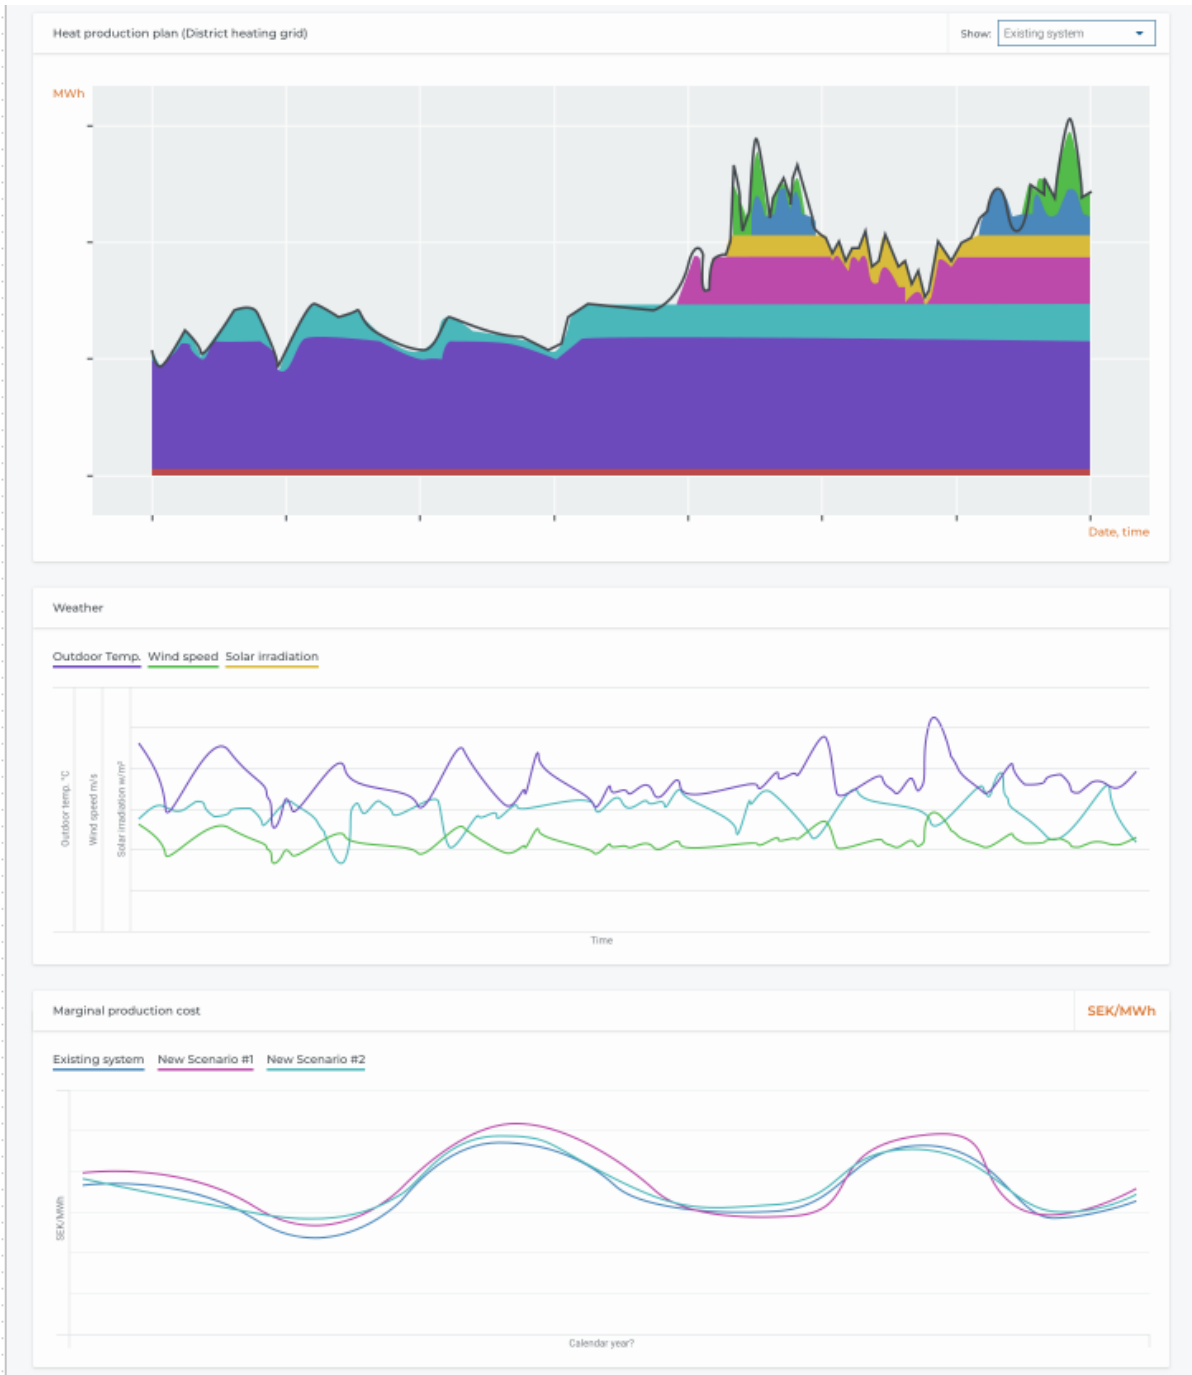 Heat production plan (District heating grid)
Show: Existing system
MWh
Date, time
Weather
Outdoor Temp. Wind speed Solar irradiation
Outdoor temp. °C
Wind speed m/s
Solar irradiation w/m²
Time
Marginal production cost
SEK/MWh
Existing system New Scenario #1 New Scenario #2
SEK/MWh
Calendar year?